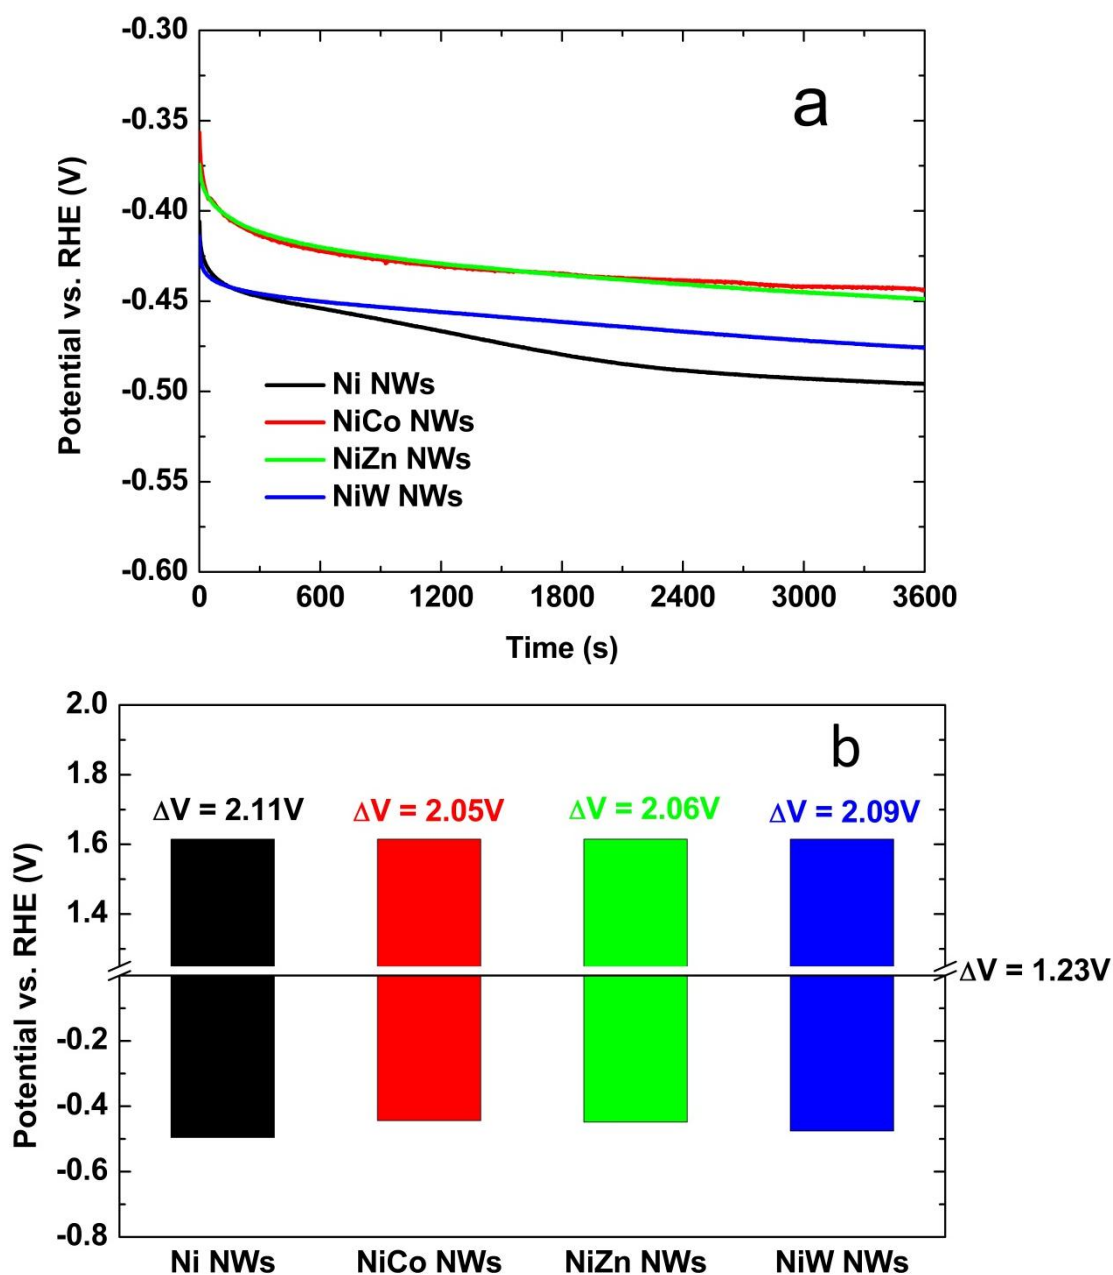 a
-0.30
-0.35
-0.40
-0.45
-0.50
-0.55
-0.60
Potential vs. RHE (V)
Ni NWs
NiCo NWs
NiZn NWs
NiW NWs
0 600 1200 1800 2400 3000 3600
Time (s)
b
2.0
1.8
1.6
1.4
-0.2
-0.4
-0.6
-0.8
Potential vs. RHE (V)
ΔV = 2.11V ΔV = 2.05V ΔV = 2.06V ΔV = 2.09V
ΔV = 1.23V
Ni NWs NiCo NWs NiZn NWs NiW NWs